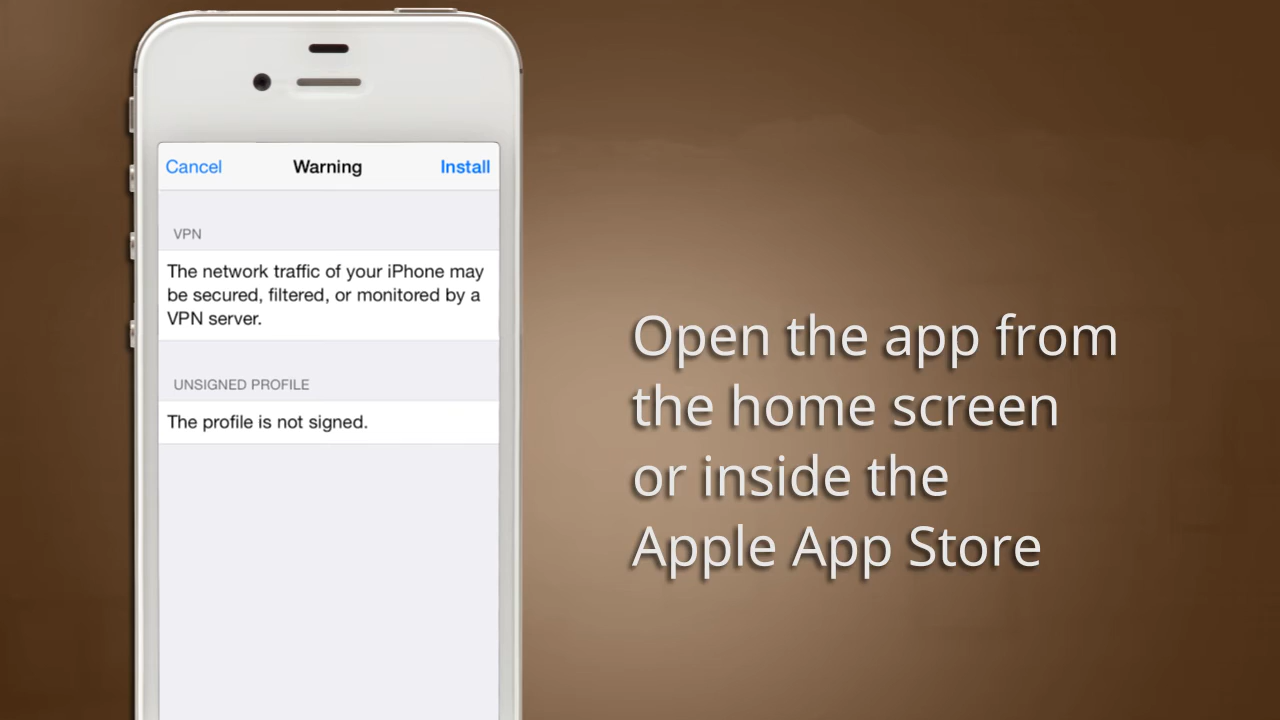 Cancel Warning Install
VPN
The network traffic of your iPhone may
be secured, filtered, or monitored by a
VPN server.
UNSIGNED PROFILE
The profile is not signed.
Open the app from
the home screen
or inside the
Apple App Store